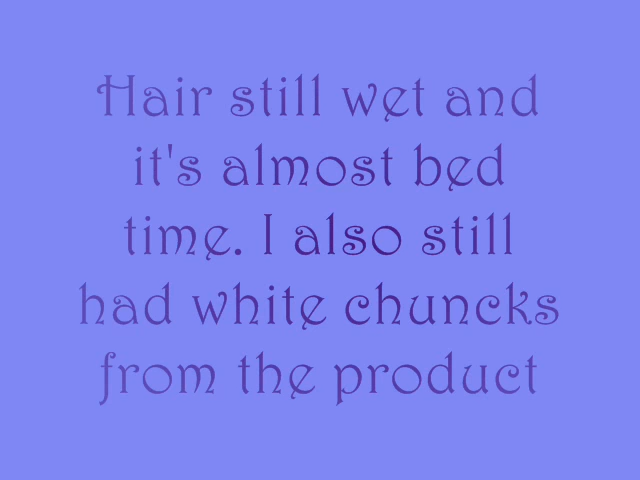 Hair still wet and
it's almost bed
time. I also still
had white chuncks
from the product